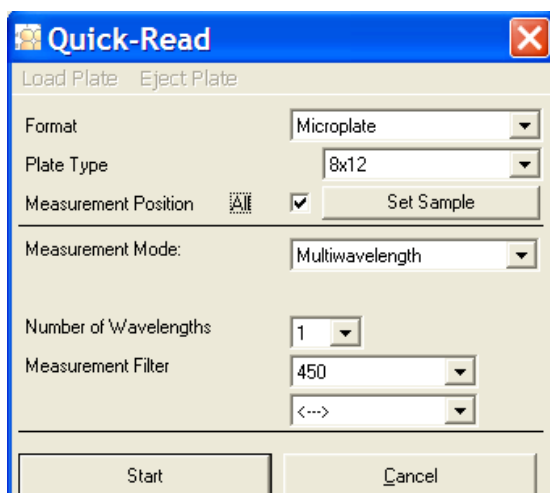 Quick-Read
Load Plate Eject Plate
Format Microplate
Plate Type 8x12
Measurement Position All Set Sample
Measurement Mode: Multiwavelength
Number of Wavelengths 1
Measurement Filter 450
<--->
Start Cancel